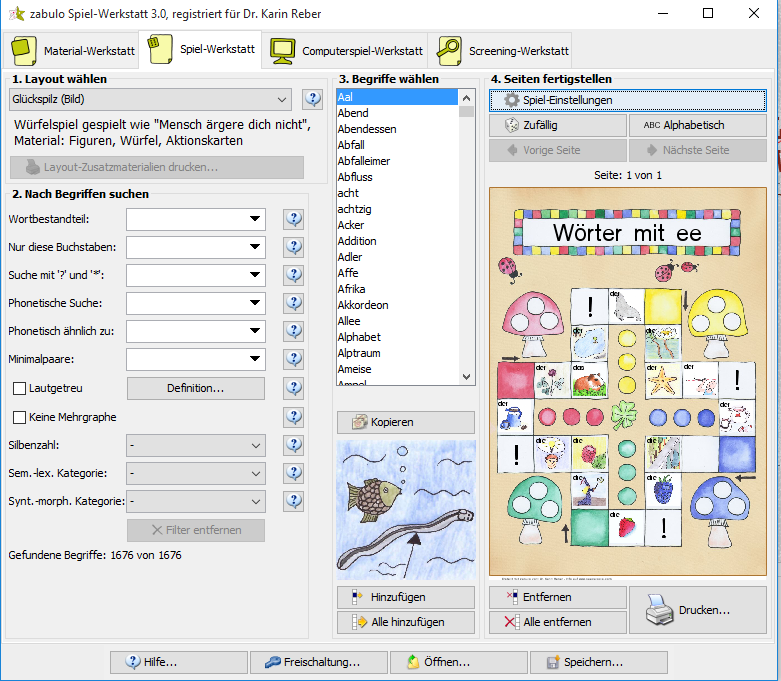 zabulo Spiel-Werkstatt 3.0, registriert für Dr. Karin Reber
Material-Werkstatt
Spiel-Werkstatt
Computerspiel-Werkstatt
Screening-Werkstatt
1. Layout wählen
Glückspilz (Bild)
Würfelspiel gespielt wie "Mensch ärgere dich nicht",
Material: Figuren, Würfel, Aktionskarten
Layout-Zusatzmaterialien drucken...
2. Nach Begriffen suchen
Wortbestandteil:
Nur diese Buchstaben:
Suche mit '?' und '*':
Phonetische Suche:
Phonetisch ähnlich zu:
Minimalpaare:
Lautgetreu
Definition...
Keine Mehrgraphe
Silbenzahl: -
Sem.-lex. Kategorie: -
Synt.-morph. Kategorie: -
Filter entfernen
Gefundene Begriffe: 1676 von 1676
3. Begriffe wählen
Aal
Abend
Abendessen
Abfall
Abfalleimer
Abfluss
acht
achtzig
Acker
Addition
Adler
Affe
Afrika
Akkordeon
Allee
Alphabet
Alptraum
Ameise
Ampel
Kopieren
Hinzufügen
Alle hinzufügen
4. Seiten fertigstellen
Spiel-Einstellungen
Zufällig
ABC Alphabetisch
Vorige Seite
Nächste Seite
Seite: 1 von 1
Wörter mit ee
! der
der die
der das die die !
der der
! die die die
die die
die !
Entfernen
Alle entfernen
Drucken...
Hilfe...
Freischaltung...
Öffnen...
Speichern...